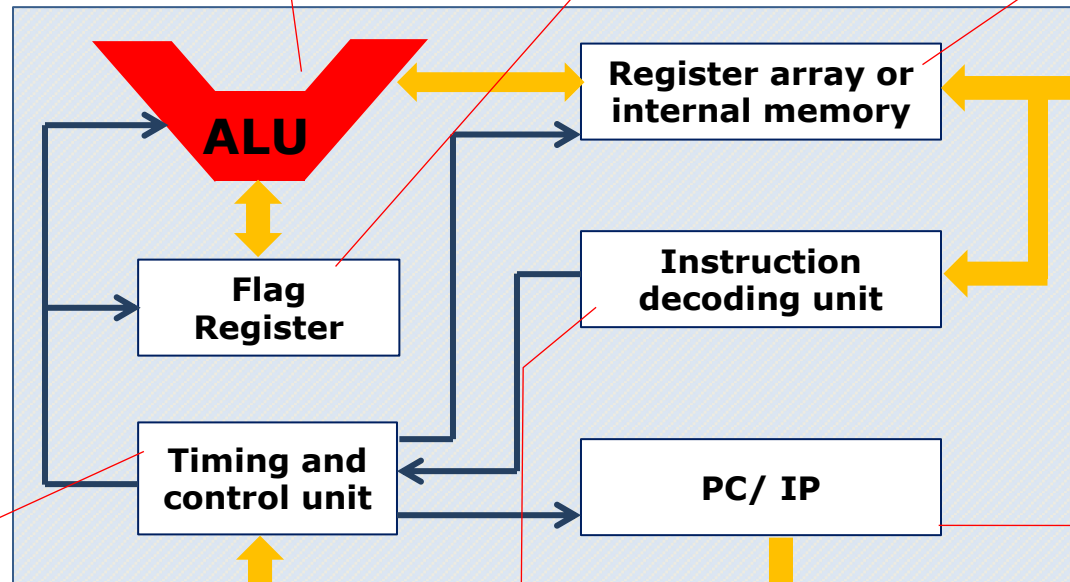 ALU
Register array or
internal memory
Flag
Register
Instruction
decoding unit
Timing and
control unit
PC/ IP